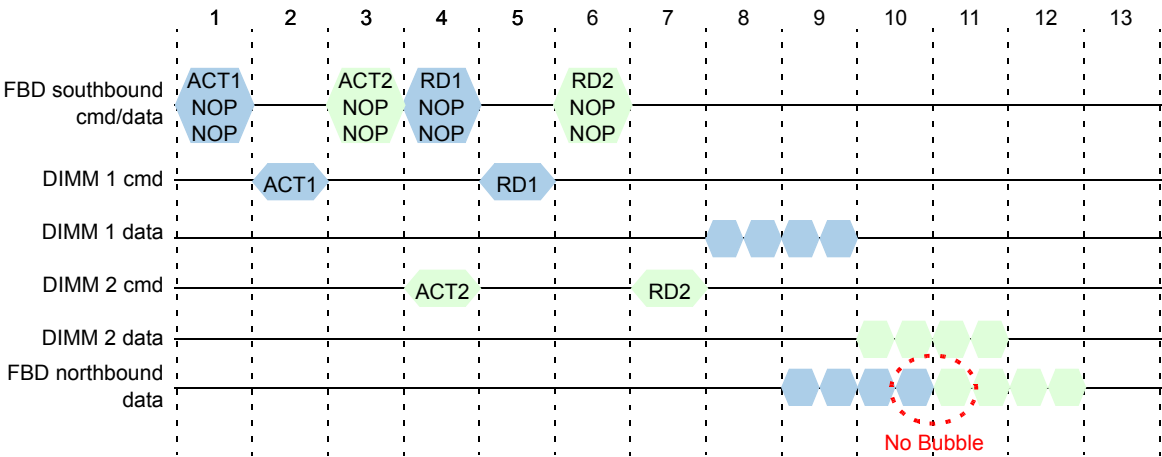 1 2 3 4 5 6 7 8 9 10 11 12 13
FBD southbound
cmd/data
ACT1
NOP
NOP
ACT2
NOP
NOP
RD1
NOP
NOP
RD2
NOP
NOP
DIMM 1 cmd
ACT1
RD1
DIMM 1 data
DIMM 2 cmd
ACT2
RD2
DIMM 2 data
FBD northbound
data
No Bubble